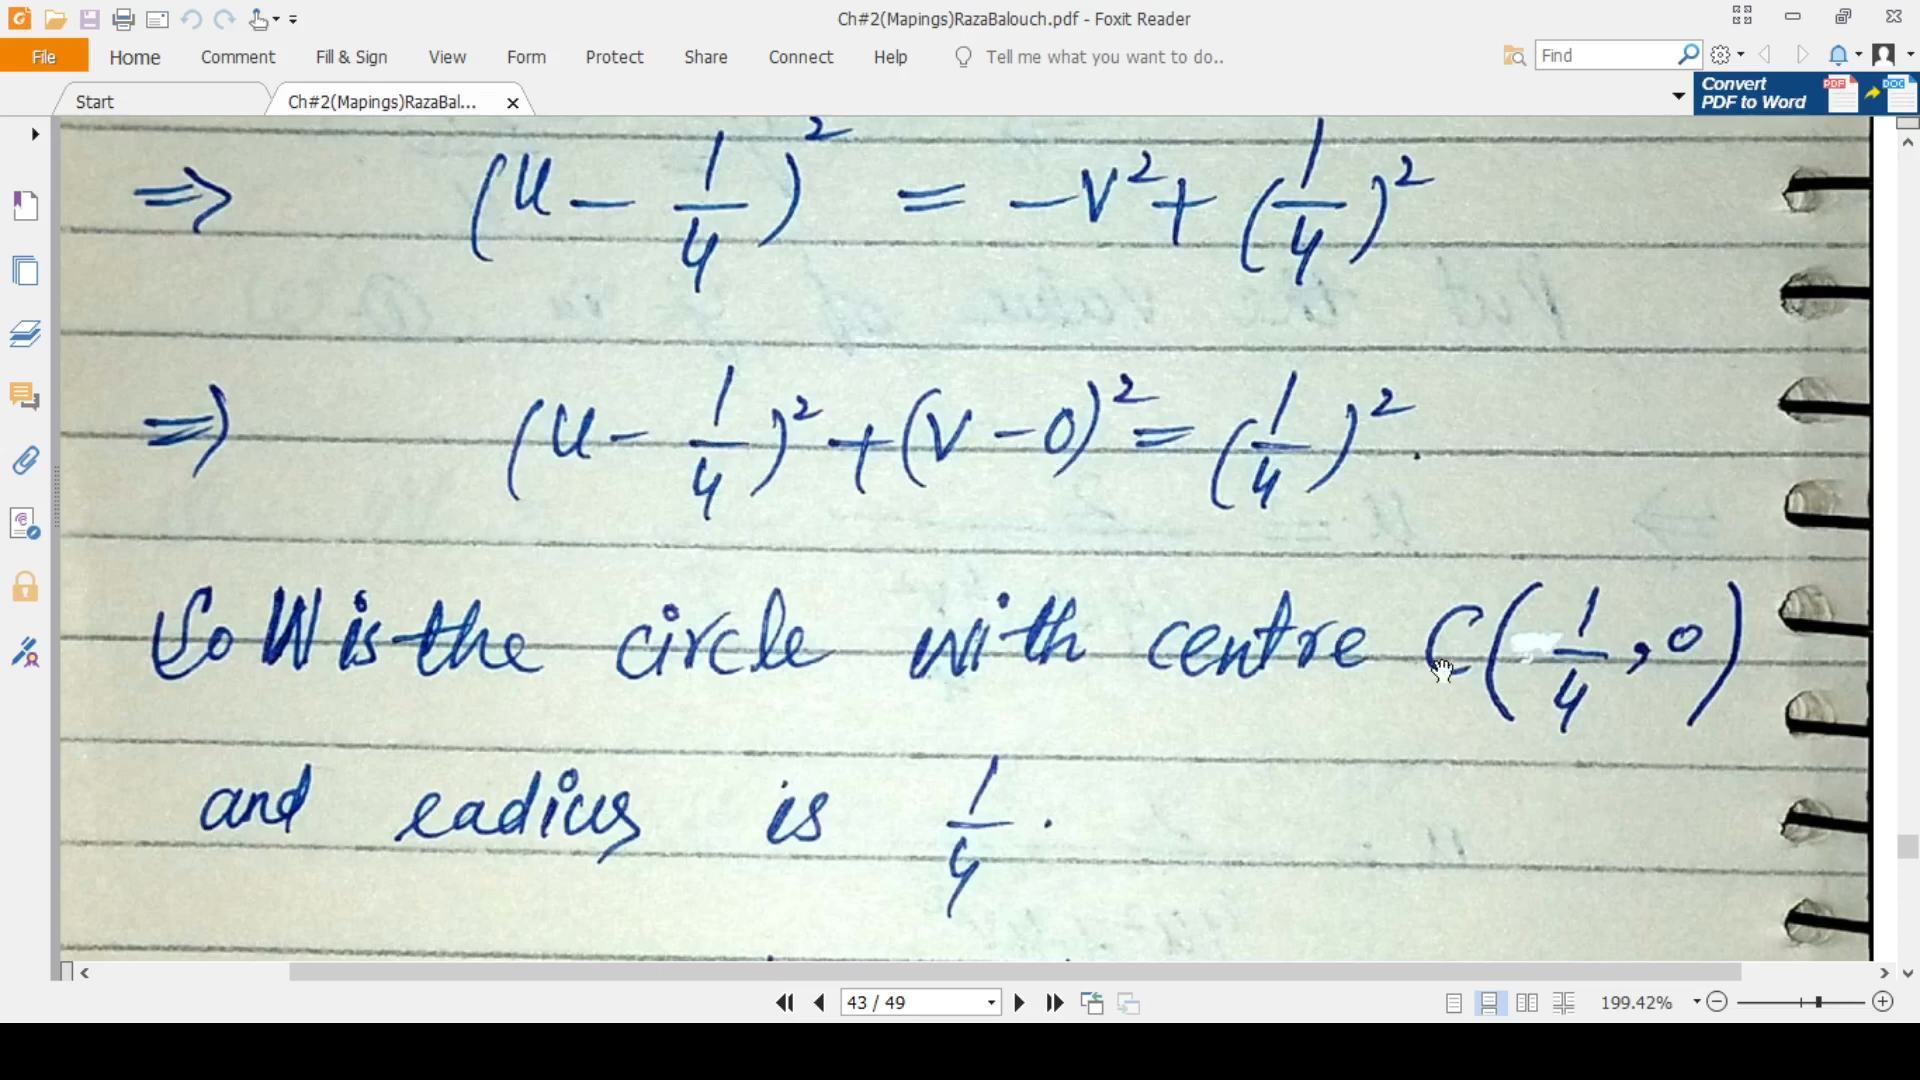 Ch#2(Mapings)RazaBalouch.pdf - Foxit Reader
File Home Comment Fill & Sign View Form Protect Share Connect Help Tell me what you want to do.. Find
Start Ch#2(Mapings)RazaBal... Convert
PDF to Word PDF DOC
=> (u - 1/4)² = -v² + (1/4)²
=> (u - 1/4)² + (v - 0)² = (1/4)².
So W is the circle with centre C(1/4, 0)
and radius is 1/4.
43 / 49 199.42%